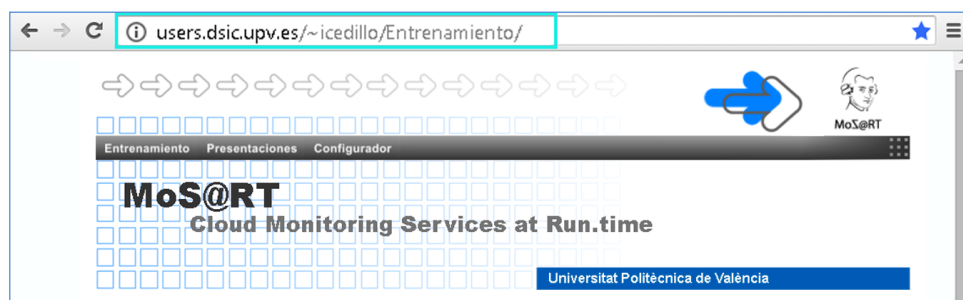 users.dsic.upv.es/~icedillo/Entrenamiento/
MoS@RT
Entrenamiento Presentaciones Configurador
MoS@RT
Cloud Monitoring Services at Run.time
Universitat Politècnica de València